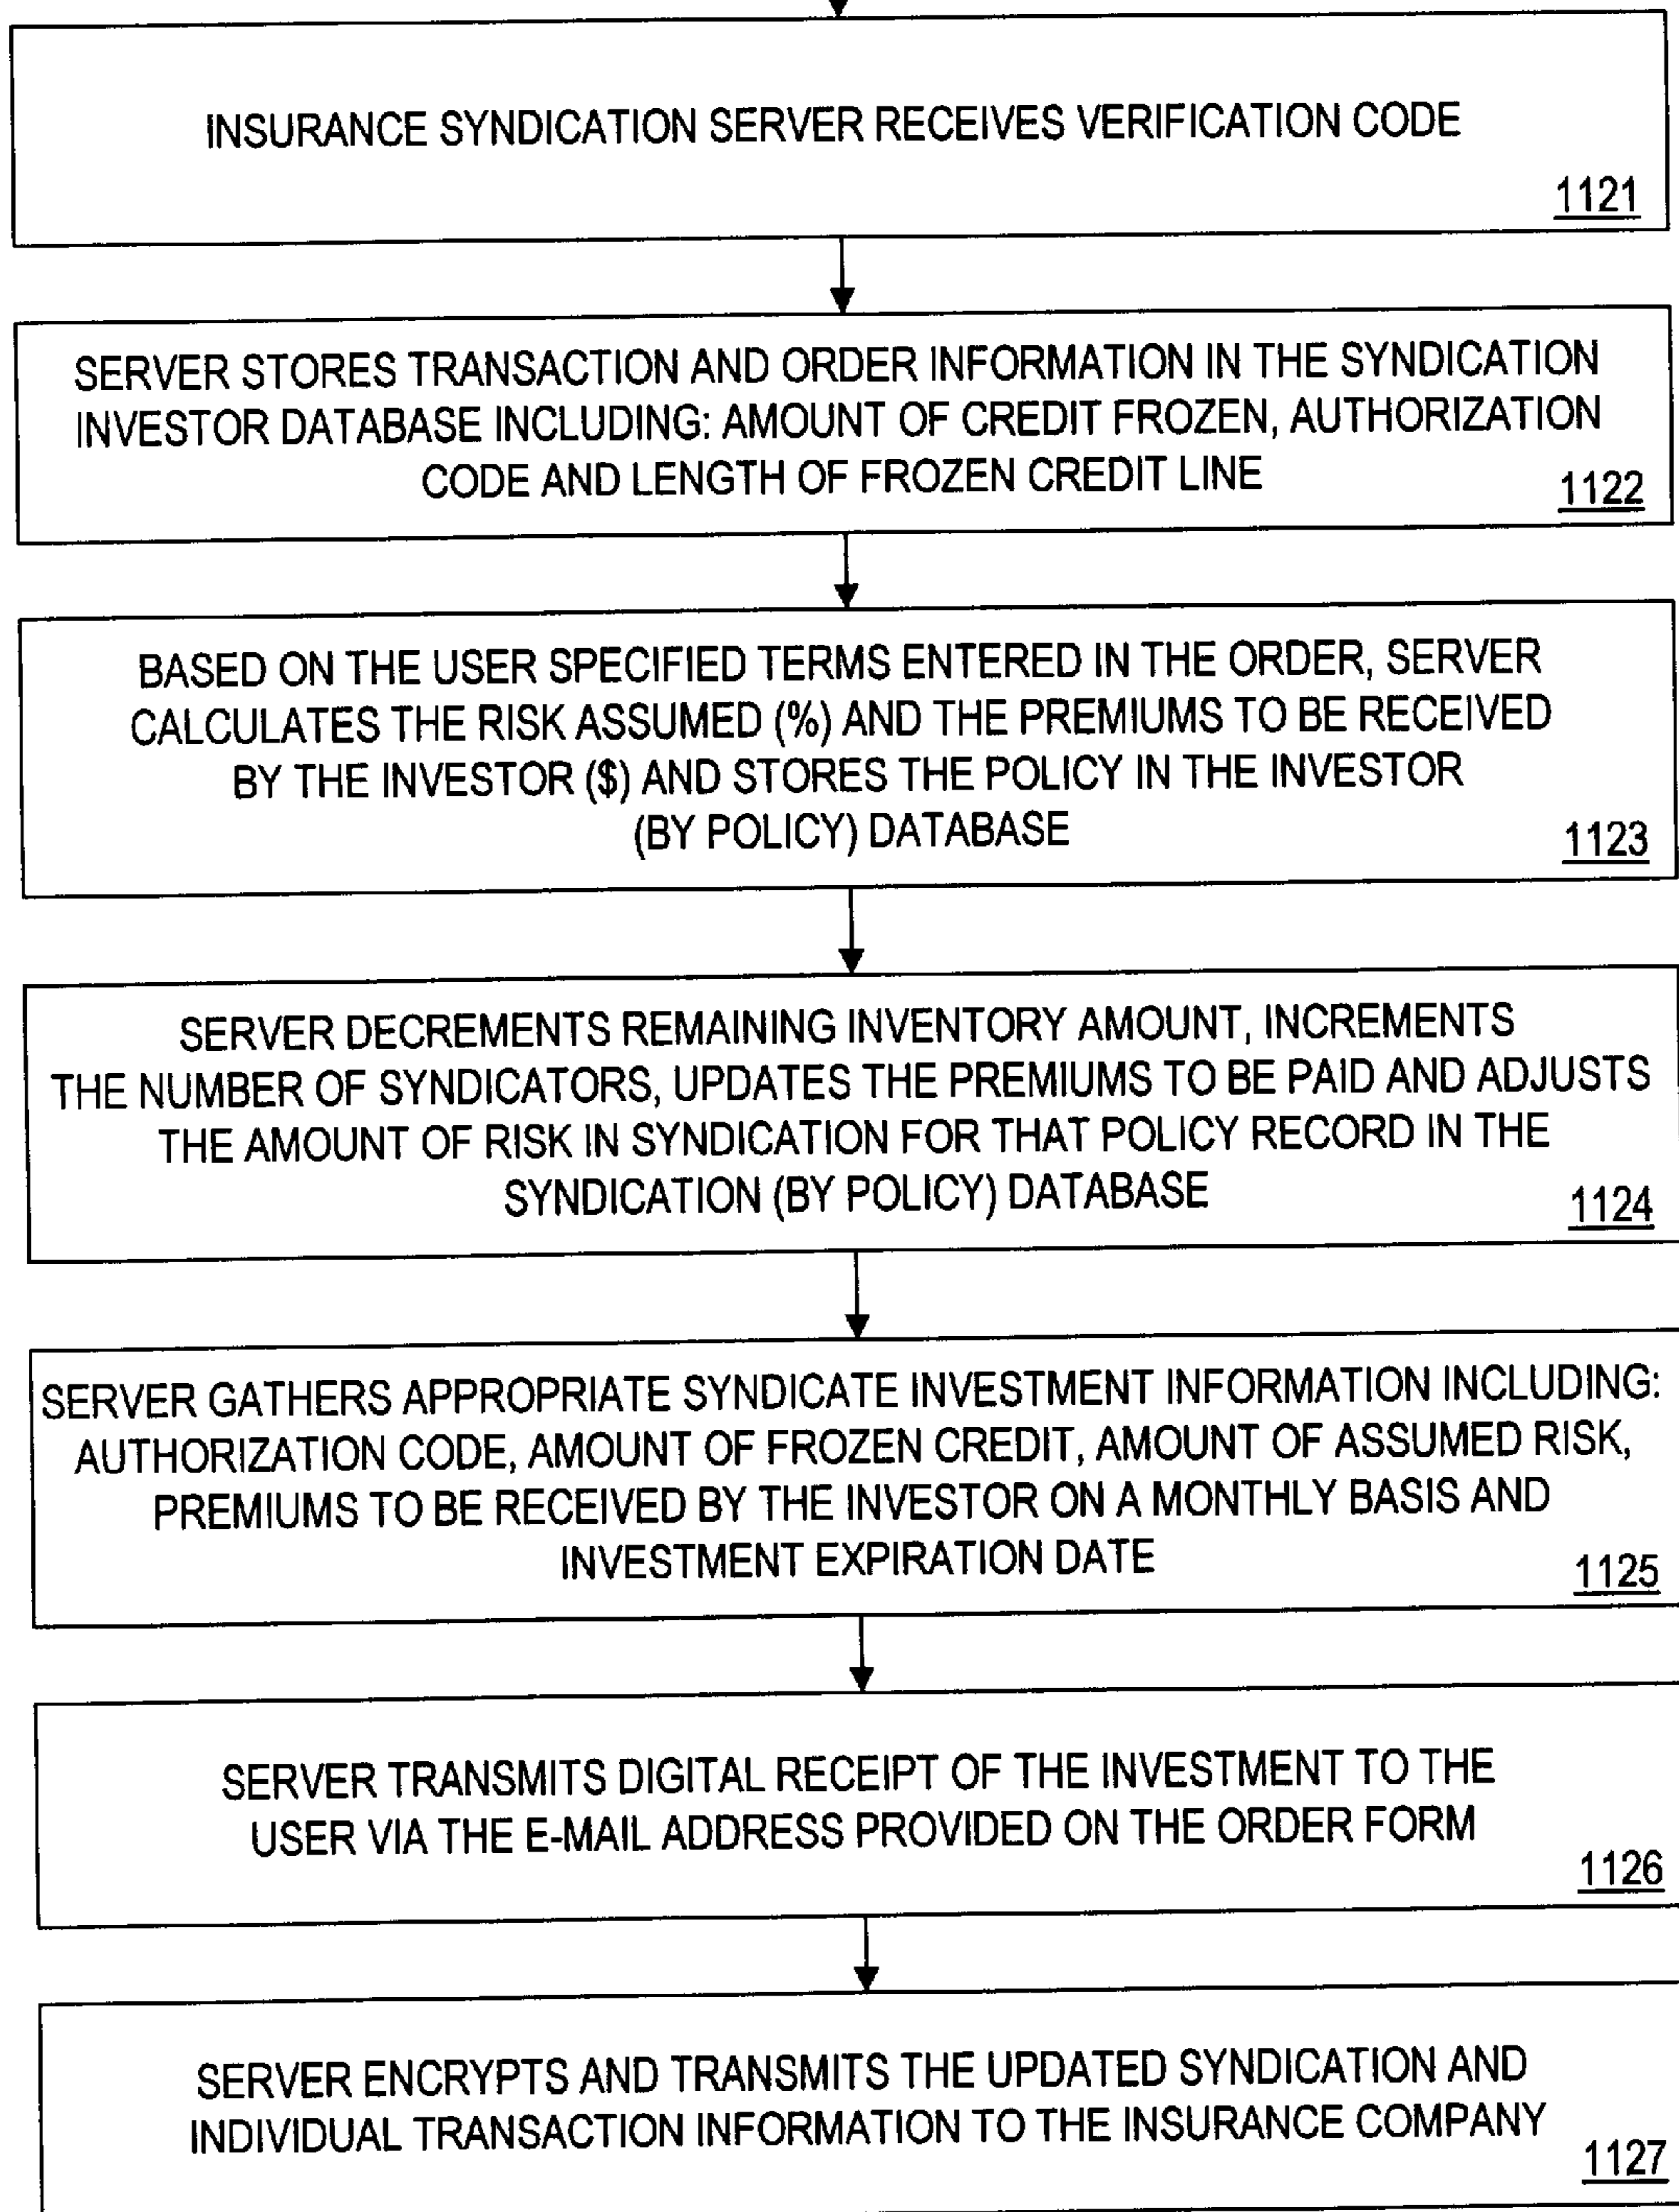 INSURANCE SYNDICATION SERVER RECEIVES VERIFICATION CODE
1121
SERVER STORES TRANSACTION AND ORDER INFORMATION IN THE SYNDICATION
INVESTOR DATABASE INCLUDING: AMOUNT OF CREDIT FROZEN, AUTHORIZATION
CODE AND LENGTH OF FROZEN CREDIT LINE
1122
BASED ON THE USER SPECIFIED TERMS ENTERED IN THE ORDER, SERVER
CALCULATES THE RISK ASSUMED (%) AND THE PREMIUMS TO BE RECEIVED
BY THE INVESTOR ($) AND STORES THE POLICY IN THE INVESTOR
(BY POLICY) DATABASE
1123
SERVER DECREMENTS REMAINING INVENTORY AMOUNT, INCREMENTS
THE NUMBER OF SYNDICATORS, UPDATES THE PREMIUMS TO BE PAID AND ADJUSTS
THE AMOUNT OF RISK IN SYNDICATION FOR THAT POLICY RECORD IN THE
SYNDICATION (BY POLICY) DATABASE
1124
SERVER GATHERS APPROPRIATE SYNDICATE INVESTMENT INFORMATION INCLUDING:
AUTHORIZATION CODE, AMOUNT OF FROZEN CREDIT, AMOUNT OF ASSUMED RISK,
PREMIUMS TO BE RECEIVED BY THE INVESTOR ON A MONTHLY BASIS AND
INVESTMENT EXPIRATION DATE
1125
SERVER TRANSMITS DIGITAL RECEIPT OF THE INVESTMENT TO THE
USER VIA THE E-MAIL ADDRESS PROVIDED ON THE ORDER FORM
1126
SERVER ENCRYPTS AND TRANSMITS THE UPDATED SYNDICATION AND
INDIVIDUAL TRANSACTION INFORMATION TO THE INSURANCE COMPANY
1127